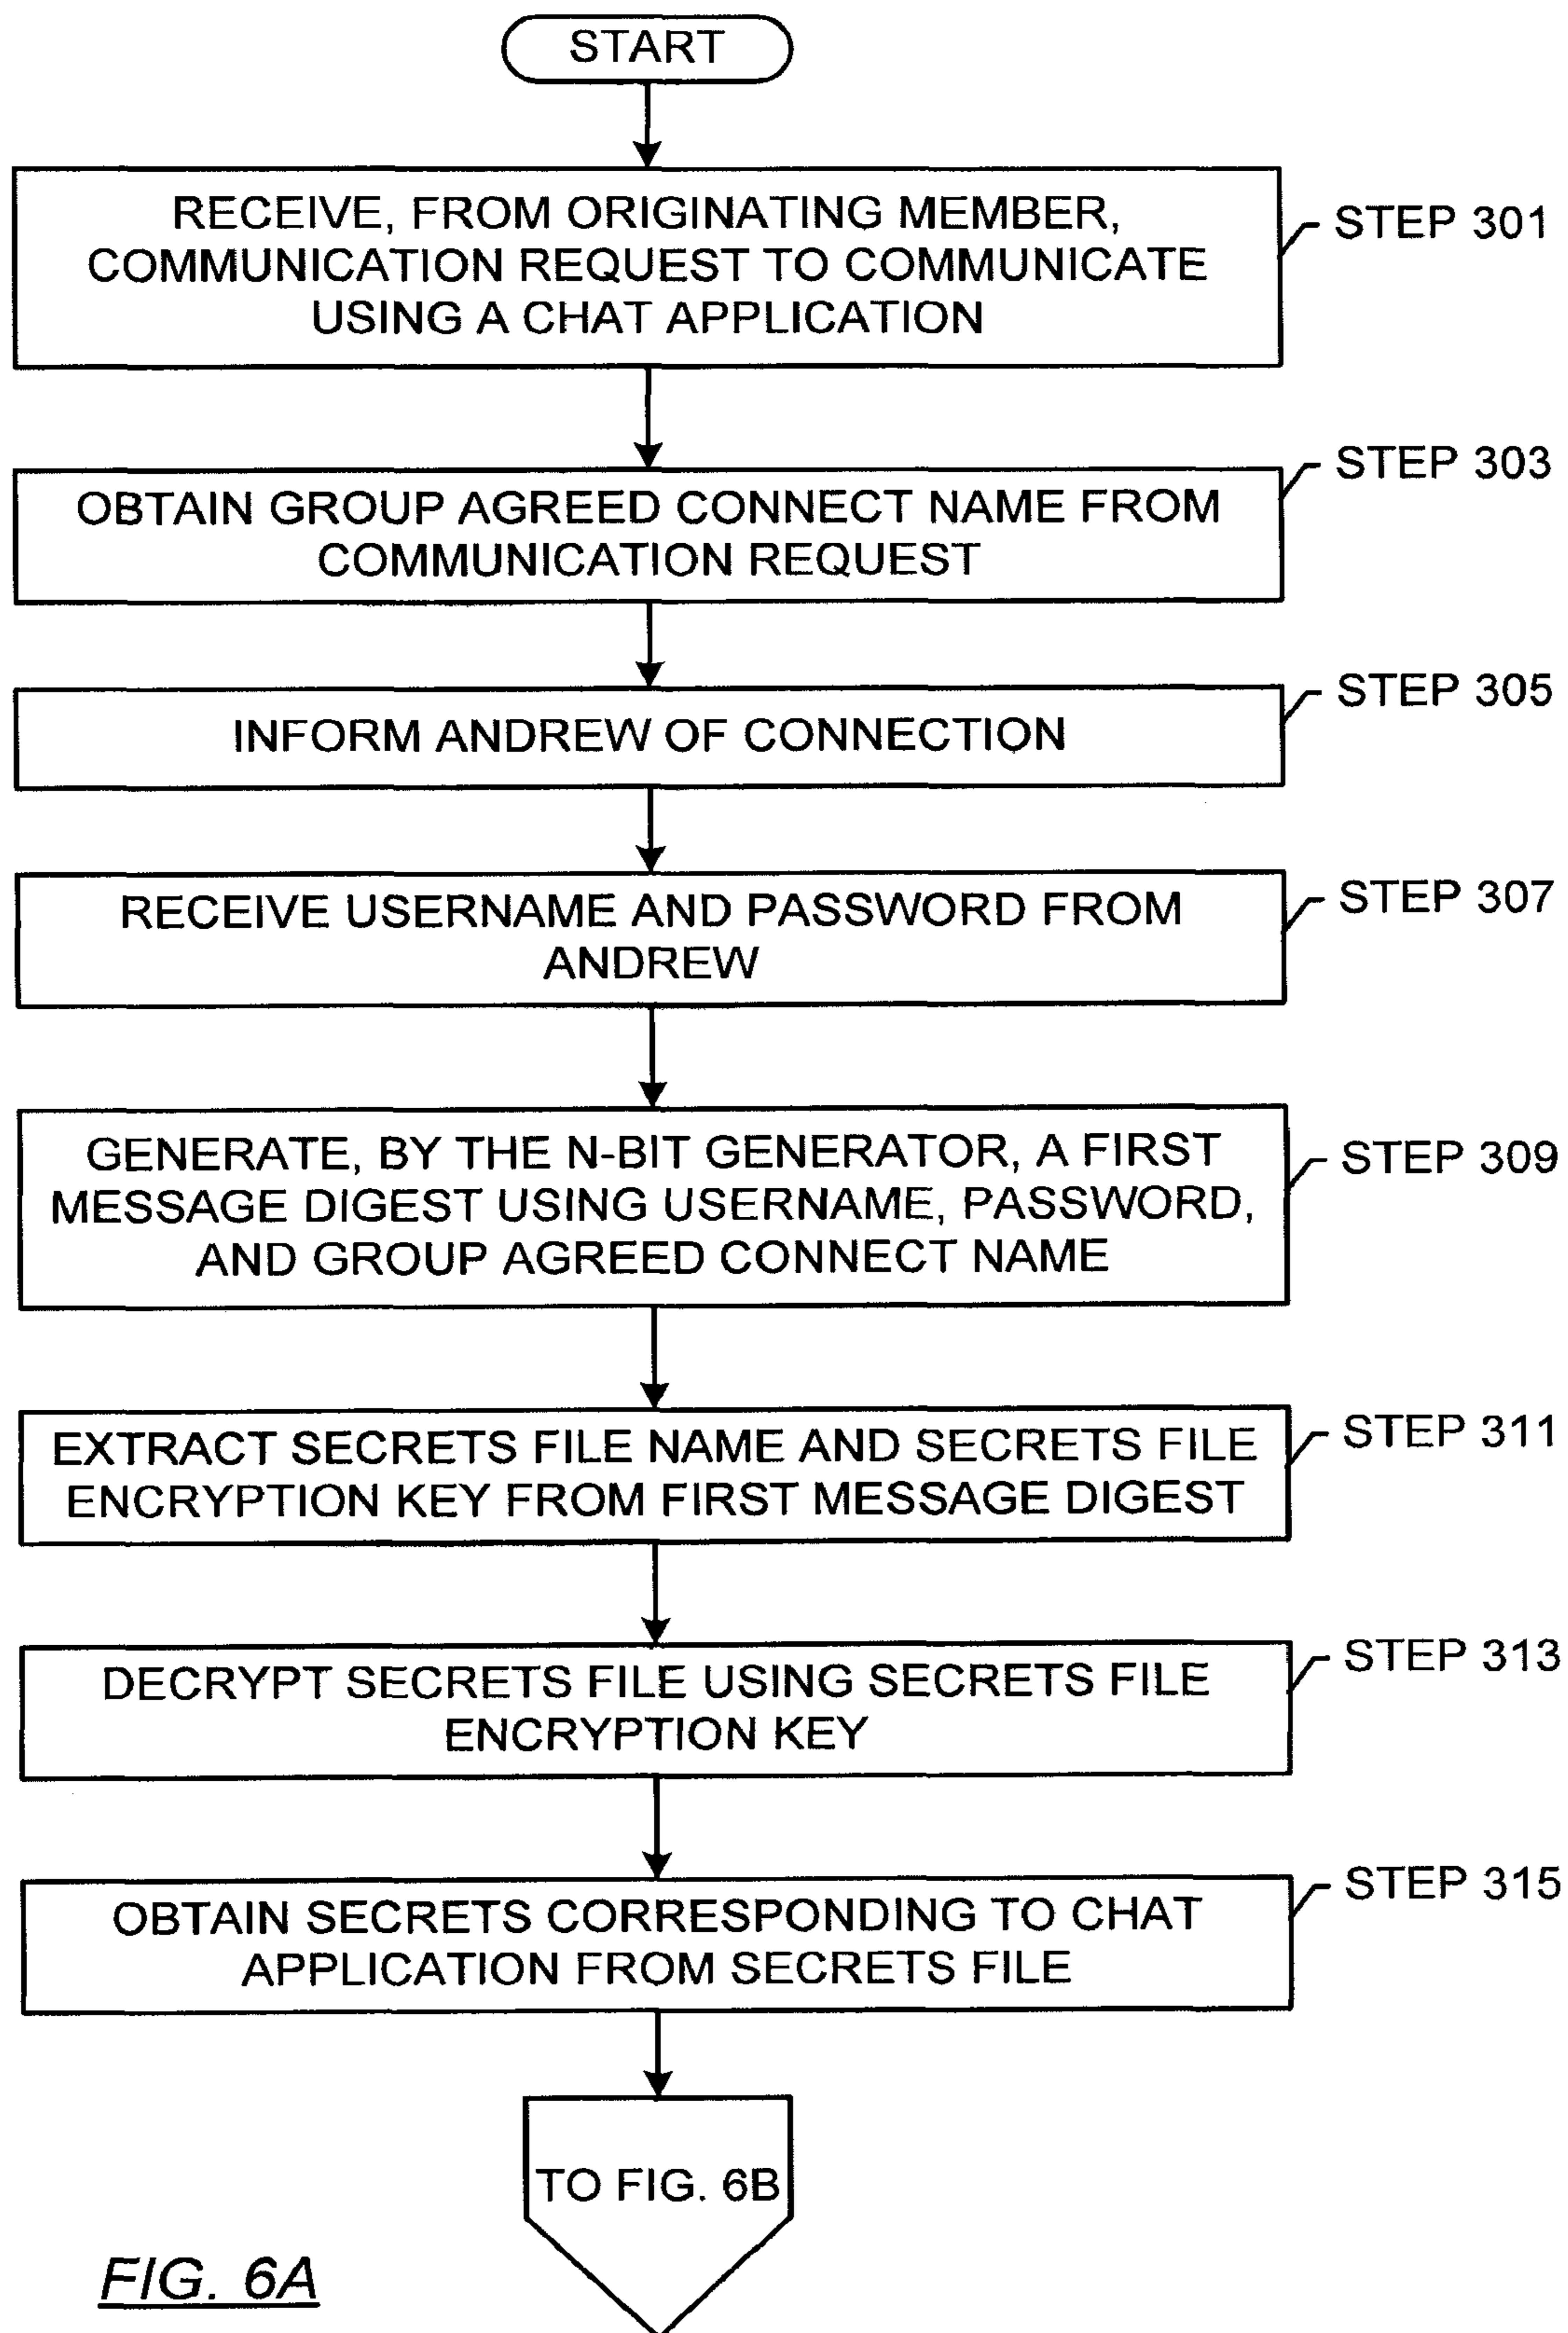 START
RECEIVE, FROM ORIGINATING MEMBER,
COMMUNICATION REQUEST TO COMMUNICATE
USING A CHAT APPLICATION
STEP 301
OBTAIN GROUP AGREED CONNECT NAME FROM
COMMUNICATION REQUEST
STEP 303
INFORM ANDREW OF CONNECTION
STEP 305
RECEIVE USERNAME AND PASSWORD FROM
ANDREW
STEP 307
GENERATE, BY THE N-BIT GENERATOR, A FIRST
MESSAGE DIGEST USING USERNAME, PASSWORD,
AND GROUP AGREED CONNECT NAME
STEP 309
EXTRACT SECRETS FILE NAME AND SECRETS FILE
ENCRYPTION KEY FROM FIRST MESSAGE DIGEST
STEP 311
DECRYPT SECRETS FILE USING SECRETS FILE
ENCRYPTION KEY
STEP 313
OBTAIN SECRETS CORRESPONDING TO CHAT
APPLICATION FROM SECRETS FILE
STEP 315
TO FIG. 6B
FIG. 6A